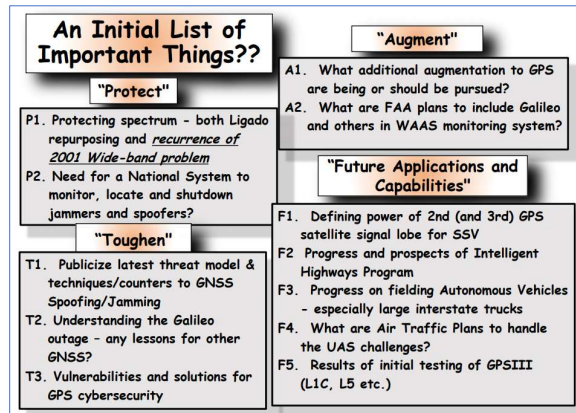 An Initial List of
Important Things??
"Protect"
P1. Protecting spectrum - both Ligado
repurposing and recurrence of
2001 Wide-band problem
P2. Need for a National System to
monitor, locate and shutdown
jammers and spoofers?
"Toughen"
T1. Publicize latest threat model &
techniques/counters to GNSS
Spoofing/Jamming
T2. Understanding the Galileo
outage - any lessons for other
GNSS?
T3. Vulnerabilities and solutions for
GPS cybersecurity
"Augment"
A1. What additional augmentation to GPS
are being or should be pursued?
A2. What are FAA plans to include Galileo
and others in WAAS monitoring system?
"Future Applications and
Capabilities"
F1. Defining power of 2nd (and 3rd) GPS
satellite signal lobe for SSV
F2 Progress and prospects of Intelligent
Highways Program
F3. Progress on fielding Autonomous Vehicles
- especially large interstate trucks
F4. What are Air Traffic Plans to handle
the UAS challenges?
F5. Results of initial testing of GPSIII
(L1C, L5 etc.)